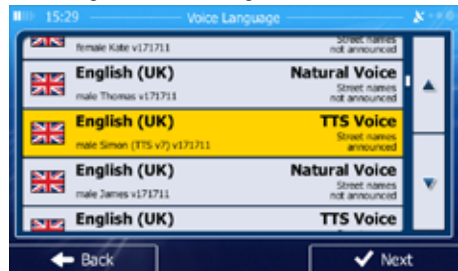 15:29 Voice Language
female Kate v171711 Street names
not announced
English (UK) Natural Voice
male Thomas v171711 Street names
not announced
English (UK) TTS Voice
male Simon (TTS v7) v171711 Street names
announced
English (UK) Natural Voice
male James v171711 Street names
not announced
English (UK) TTS Voice
Back Next